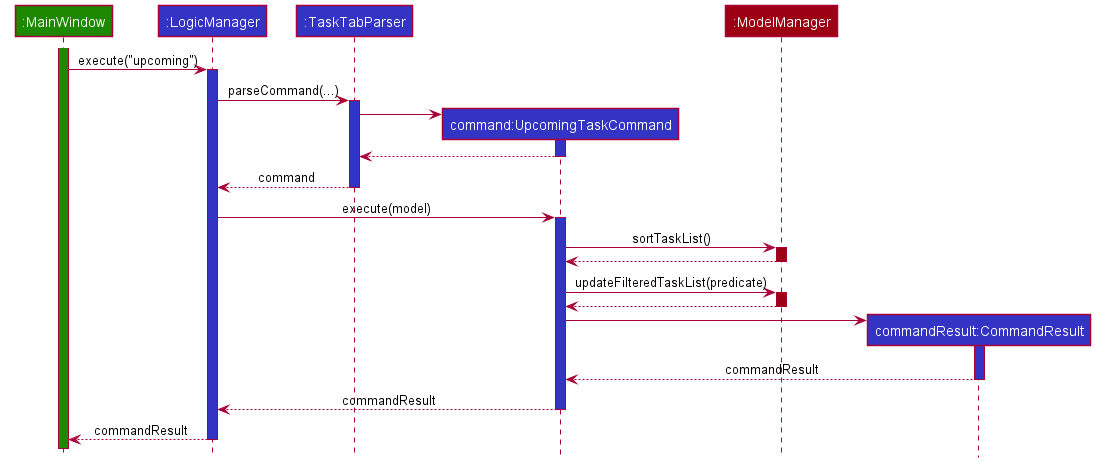 :MainWindow
:LogicManager
:TaskTabParser
:ModelManager
execute("upcoming")
parseCommand(...)
command:UpcomingTaskCommand
command
execute(model)
sortTaskList()
updateFilteredTaskList(predicate)
commandResult:CommandResult
commandResult
commandResult
commandResult